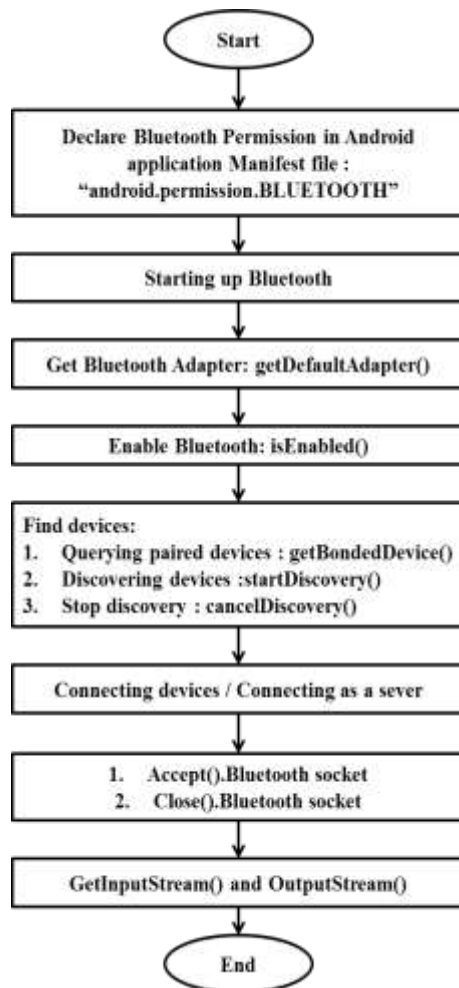 Start
Declare Bluetooth Permission in Android
application Manifest file :
“android.permission.BLUETOOTH”
Starting up Bluetooth
Get Bluetooth Adapter: getDefaultAdapter()
Enable Bluetooth: isEnabled()
Find devices:
1. Querying paired devices : getBondedDevice()
2. Discovering devices :startDiscovery()
3. Stop discovery : cancelDiscovery()
Connecting devices / Connecting as a sever
1. Accept().Bluetooth socket
2. Close().Bluetooth socket
GetInputStream() and OutputStream()
End